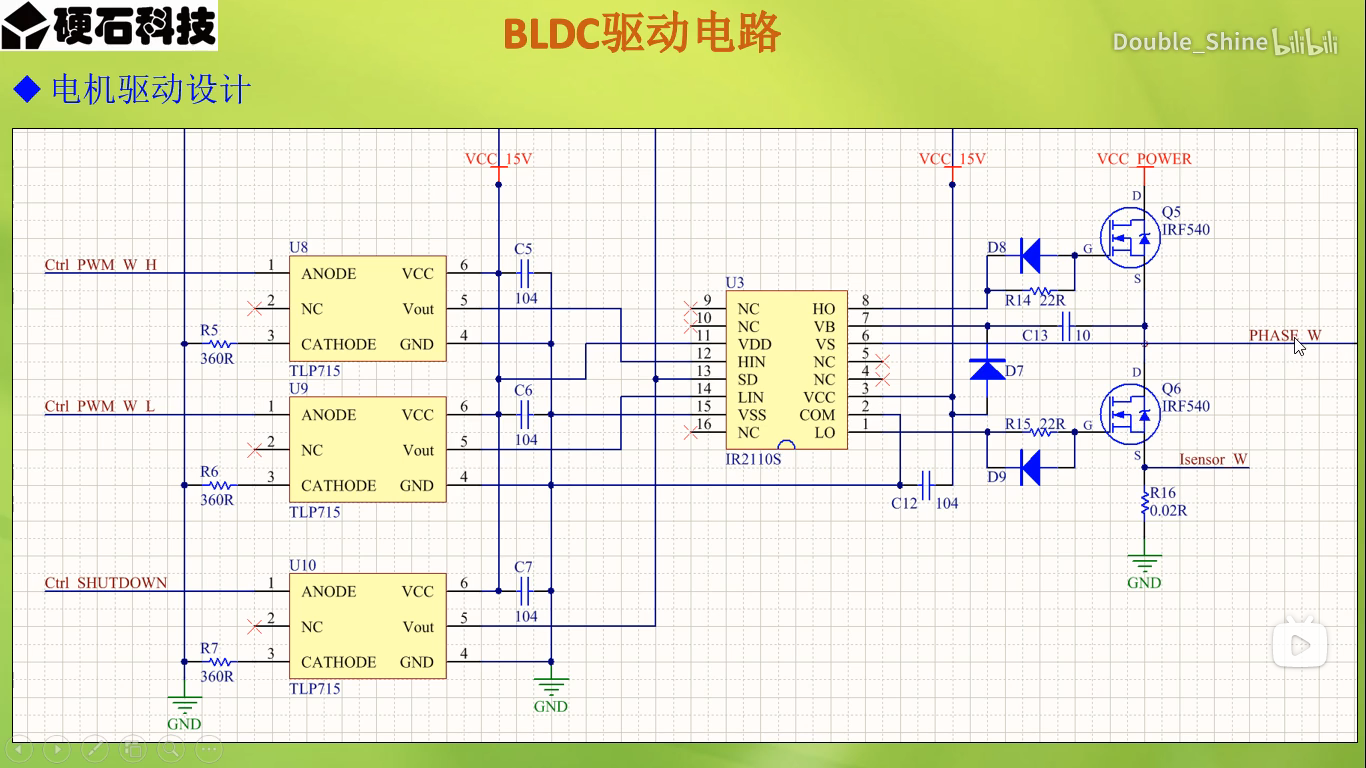 硬石科技
BLDC驱动电路
Double_Shine bilibili
◆ 电机驱动设计
VCC_15V
VCC_15V
VCC_POWER
D
Q5
IRF540
G
S
U8
Ctrl_PWM_W_H
1 ANODE VCC 6
2 NC Vout 5
3 CATHODE GND 4
TLP715
R5
360R
C5
104
U9
Ctrl_PWM_W_L
1 ANODE VCC 6
2 NC Vout 5
3 CATHODE GND 4
TLP715
R6
360R
C6
104
U10
Ctrl_SHUTDOWN
1 ANODE VCC 6
2 NC Vout 5
3 CATHODE GND 4
TLP715
R7
360R
C7
104
GND
GND
U3
9 NC HO 8
10 NC VB 7
11 VDD VS 6
12 HIN NC 5
13 SD NC 4
14 LIN VCC 3
15 VSS COM 2
16 NC LO 1
IR2110S
D8
R14 22R
C13 10
PHASE_W
D7
D
Q6
IRF540
R15 22R
G
S
D9
Isensor_W
C12 104
R16
0.02R
GND